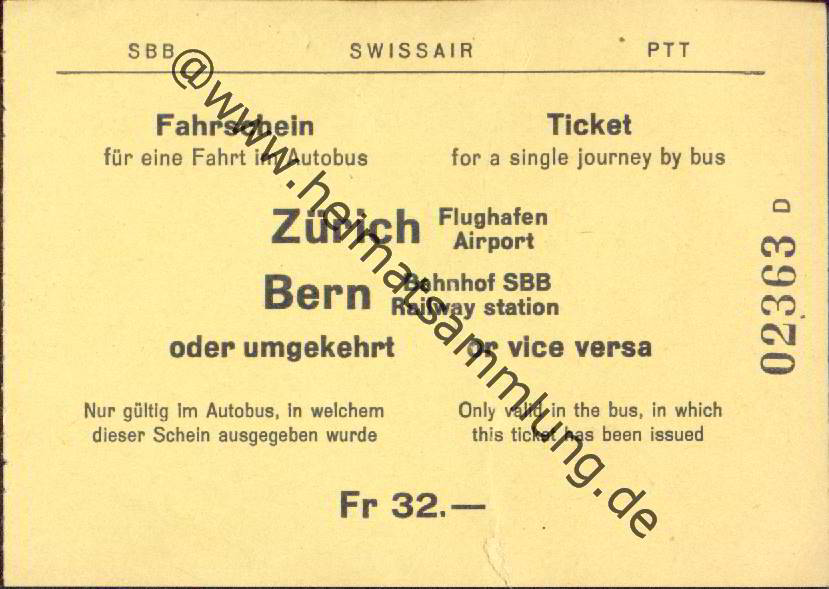 SBB SWISSAIR PTT
Fahrschein
für eine Fahrt im Autobus
Ticket
for a single journey by bus
Zürich Flughafen
Airport
Bern Bahnhof SBB
Railway station
oder umgekehrt or vice versa
Nur gültig im Autobus, in welchem
dieser Schein ausgegeben wurde
Only valid in the bus, in which
this ticket has been issued
Fr 32.—
02363 D
@www.heimatsammlung.de